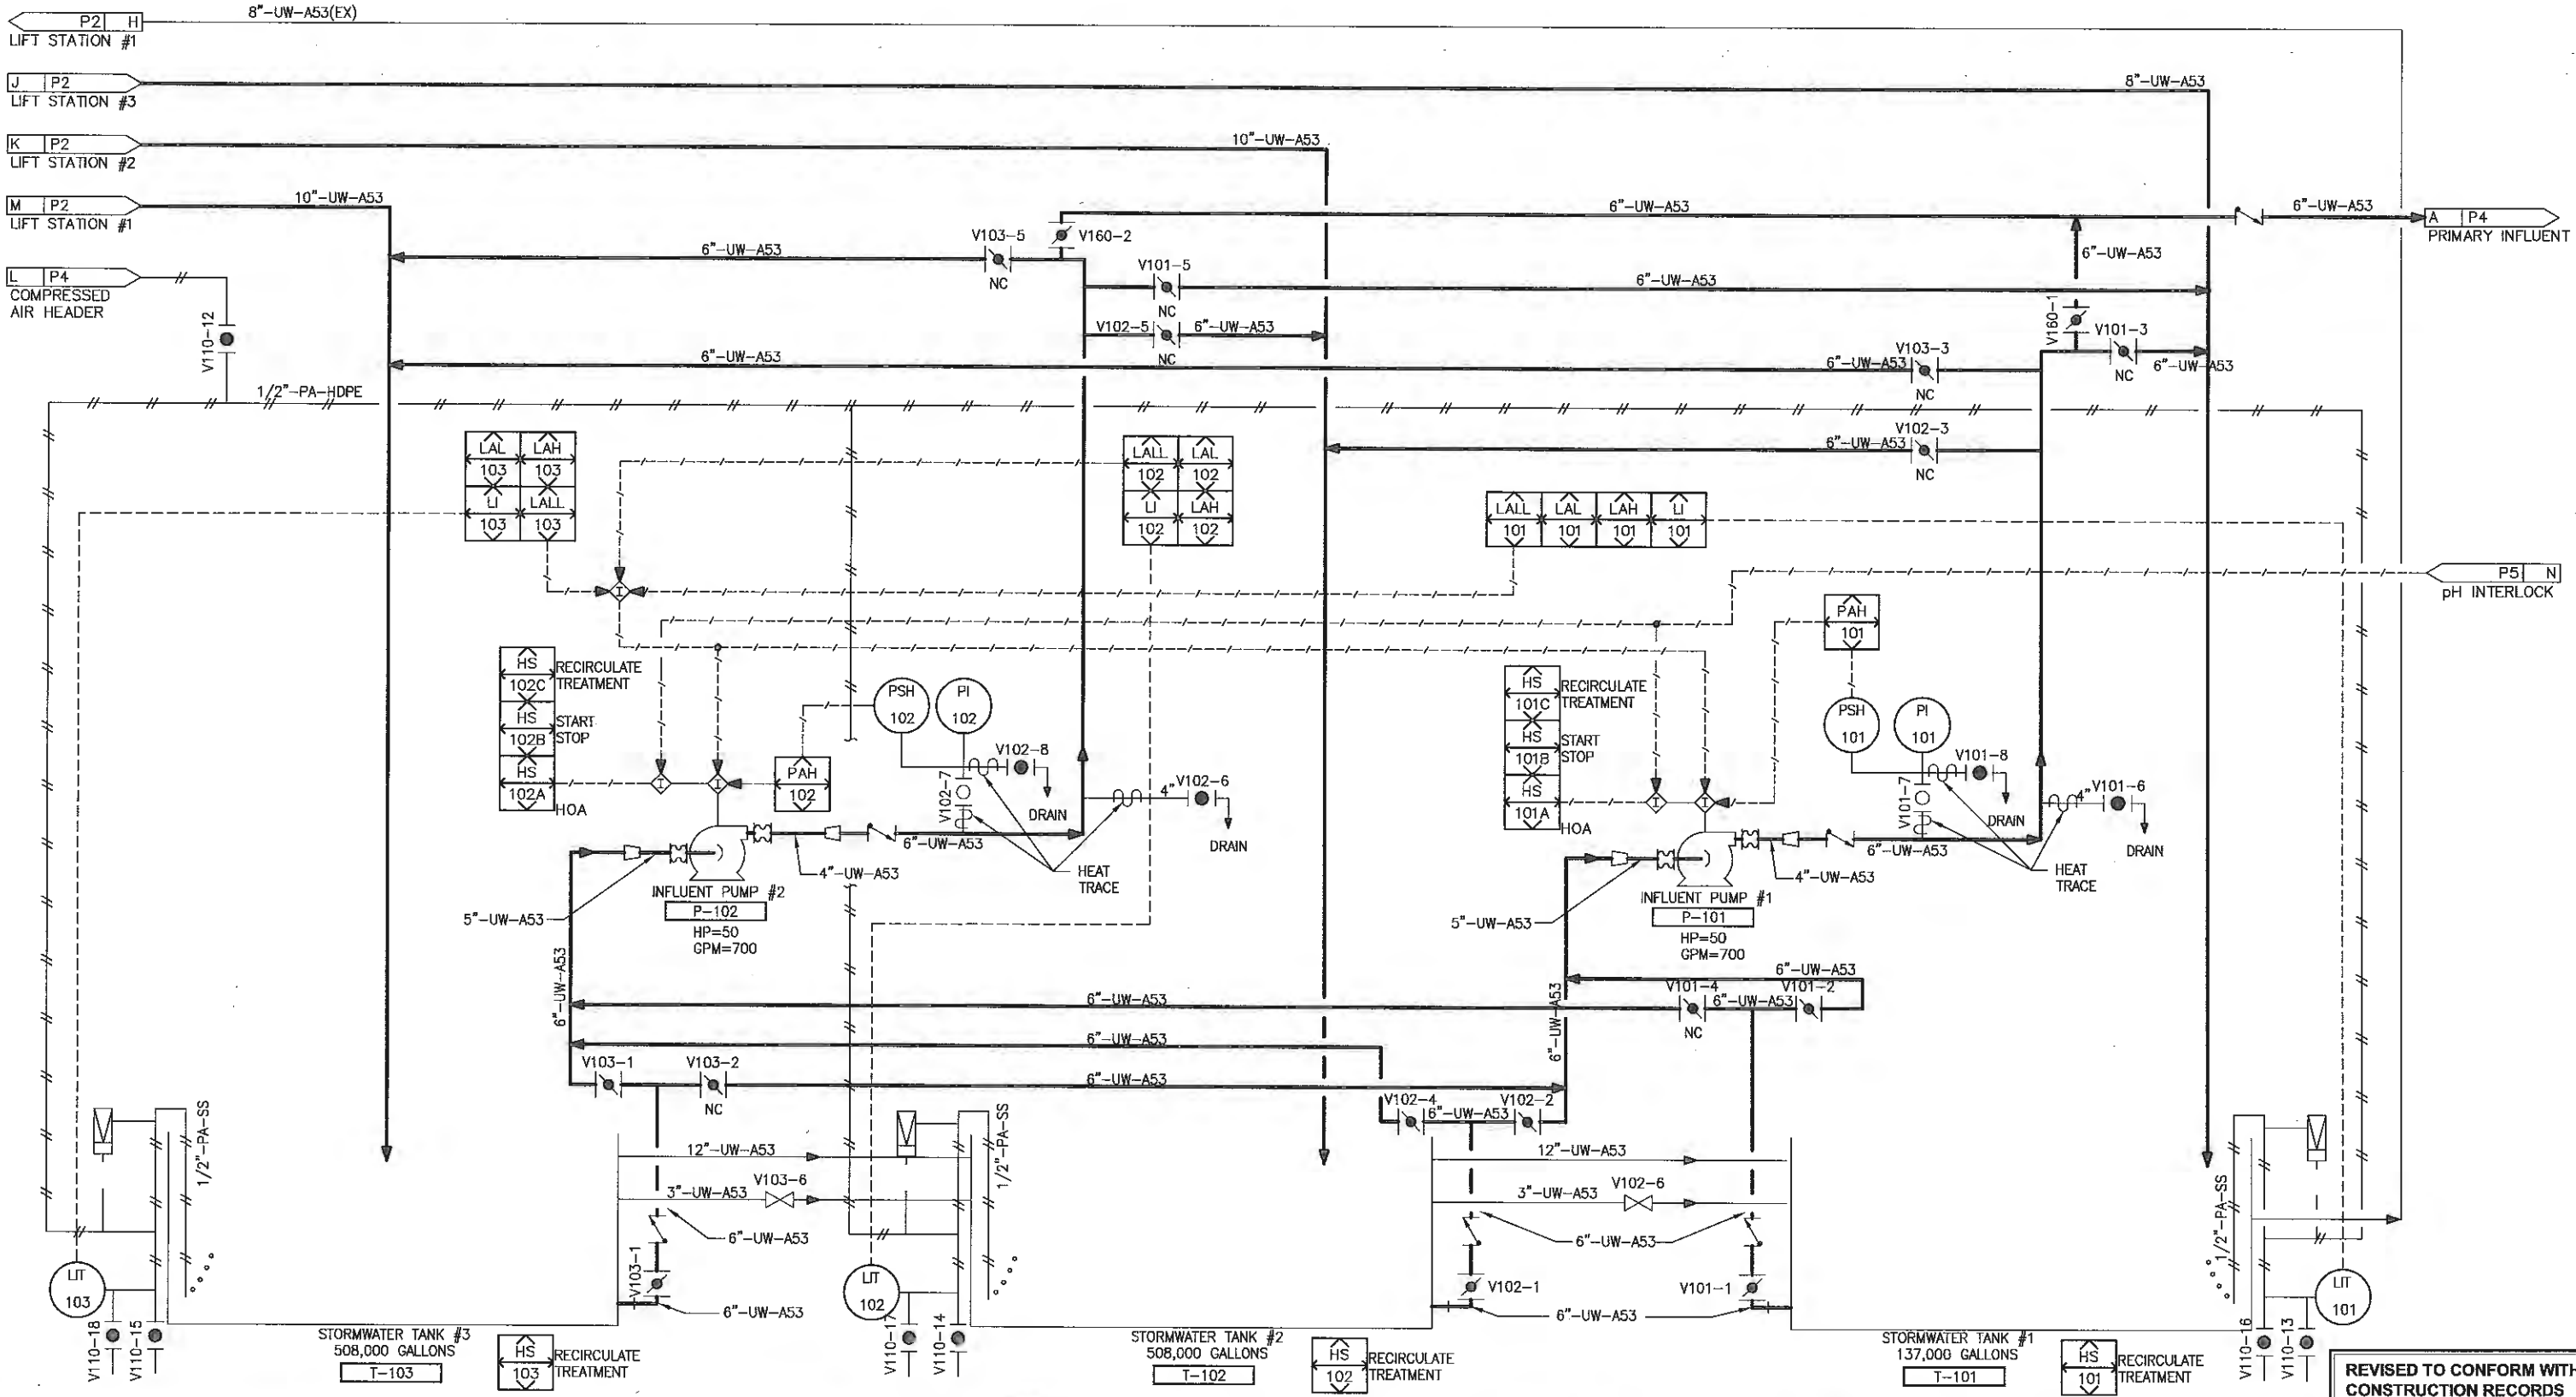 8"-UW-A53(EX)
P2 H
LIFT STATION #1
J P2
LIFT STATION #3
8"-UW-A53
K P2
LIFT STATION #2
10"-UW-A53
M P2
LIFT STATION #1
10"-UW-A53
6"-UW-A53
6"-UW-A53
A P4
PRIMARY INFLUENT
V103-5
NC
V160-2
6"-UW-A53
6"-UW-A53
L P4
COMPRESSED
AIR HEADER
V110-12
V101-5
NC
6"-UW-A53
V102-5
NC
6"-UW-A53
V160-1
V101-3
NC
6"-UW-A53
6"-UW-A53
6"-UW-A53
V103-3
NC
1/2"-PA-HDPE
6"-UW-A53
V102-3
NC
LAL
103
LAH
103
LI
103
LALL
103
LALL
102
LAL
102
LI
102
LAH
102
LALL
101
LAL
101
LAH
101
LI
101
I
P5 N
pH INTERLOCK
HS
102C
RECIRCULATE
TREATMENT
HS
102B
START
STOP
HS
102A
HOA
I
I
PAH
102
PSH
102
PI
102
V102-8
DRAIN
V102-7
4"
V102-6
DRAIN
6"-UW-A53
HEAT
TRACE
4"-UW-A53
5"-UW-A53
INFLUENT PUMP #2
P-102
HP=50
GPM=700
HS
101C
RECIRCULATE
TREATMENT
HS
101B
START
STOP
HS
101A
HOA
I
I
PAH
101
PSH
101
PI
101
V101-8
DRAIN
V101-7
4"
V101-6
DRAIN
6"-UW-A53
HEAT
TRACE
4"-UW-A53
5"-UW-A53
INFLUENT PUMP #1
P-101
HP=50
GPM=700
6"-UW-A53
6"-UW-A53
6"-UW-A53
6"-UW-A53
V101-4
NC
6"-UW-A53
V101-2
6"-UW-A53
V103-1
V103-2
NC
6"-UW-A53
V102-4
6"-UW-A53
V102-2
1/2"-PA-SS
12"-UW-A53
3"-UW-A53
V103-6
6"-UW-A53
V103-1
6"-UW-A53
1/2"-PA-SS
12"-UW-A53
3"-UW-A53
V102-6
6"-UW-A53
V102-1
V101-1
6"-UW-A53
1/2"-PA-SS
LIT
103
V110-18
V110-15
STORMWATER TANK #3
508,000 GALLONS
T-103
HS
103
RECIRCULATE
TREATMENT
LIT
102
V110-17
V110-14
STORMWATER TANK #2
508,000 GALLONS
T-102
HS
102
RECIRCULATE
TREATMENT
STORMWATER TANK #1
137,000 GALLONS
T-101
HS
101
RECIRCULATE
TREATMENT
LIT
101
V110-16
V110-13
REVISED TO CONFORM WITH
CONSTRUCTION RECORDS